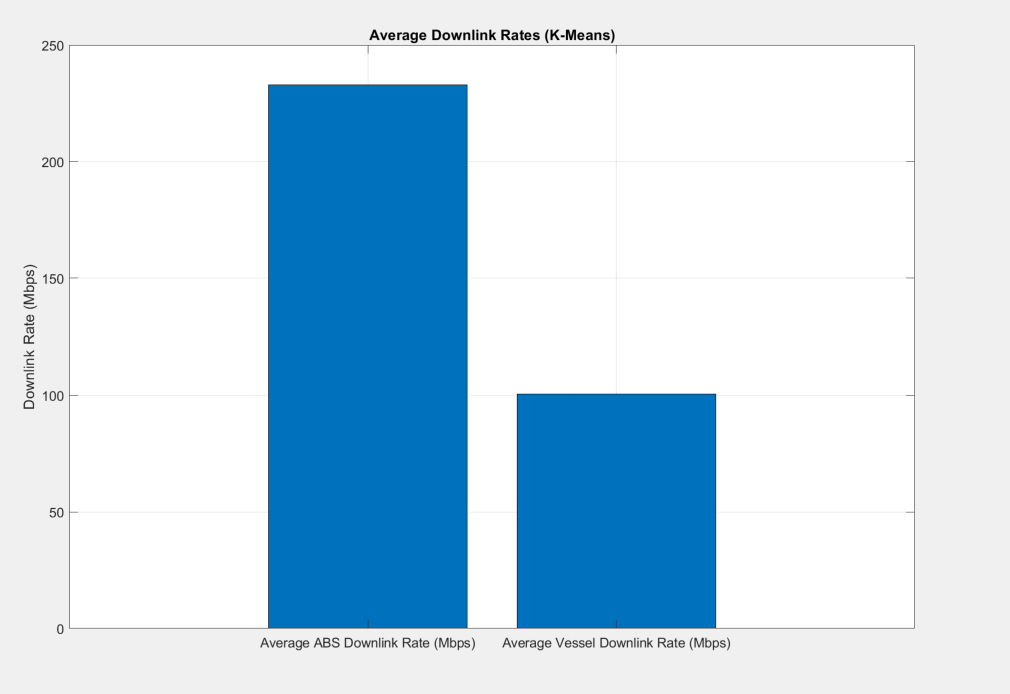 Average Downlink Rates (K-Means)
250
200
150
100
50
0
Downlink Rate (Mbps)
Average ABS Downlink Rate (Mbps)
Average Vessel Downlink Rate (Mbps)